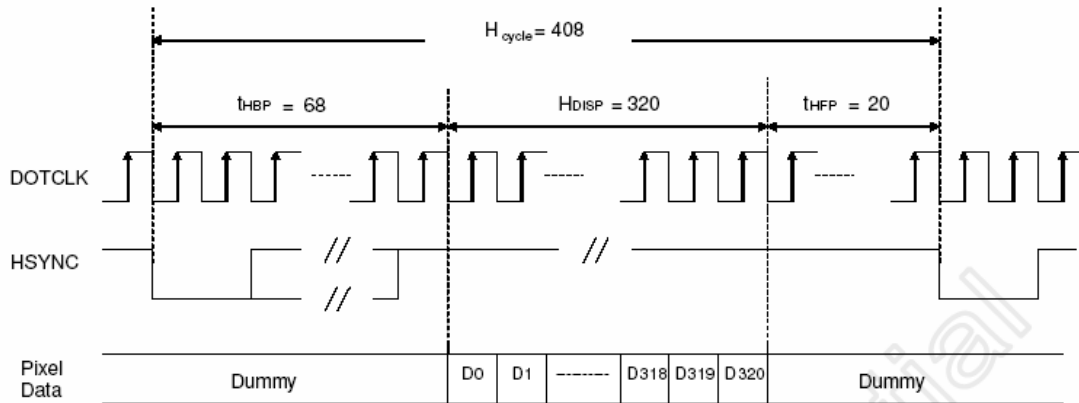 H cycle = 408
tHBP = 68
HDISP = 320
tHFP = 20
DOTCLK
HSYNC
//
//
//
Pixel Data
Dummy
D0
D1
D318
D319
D320
Dummy